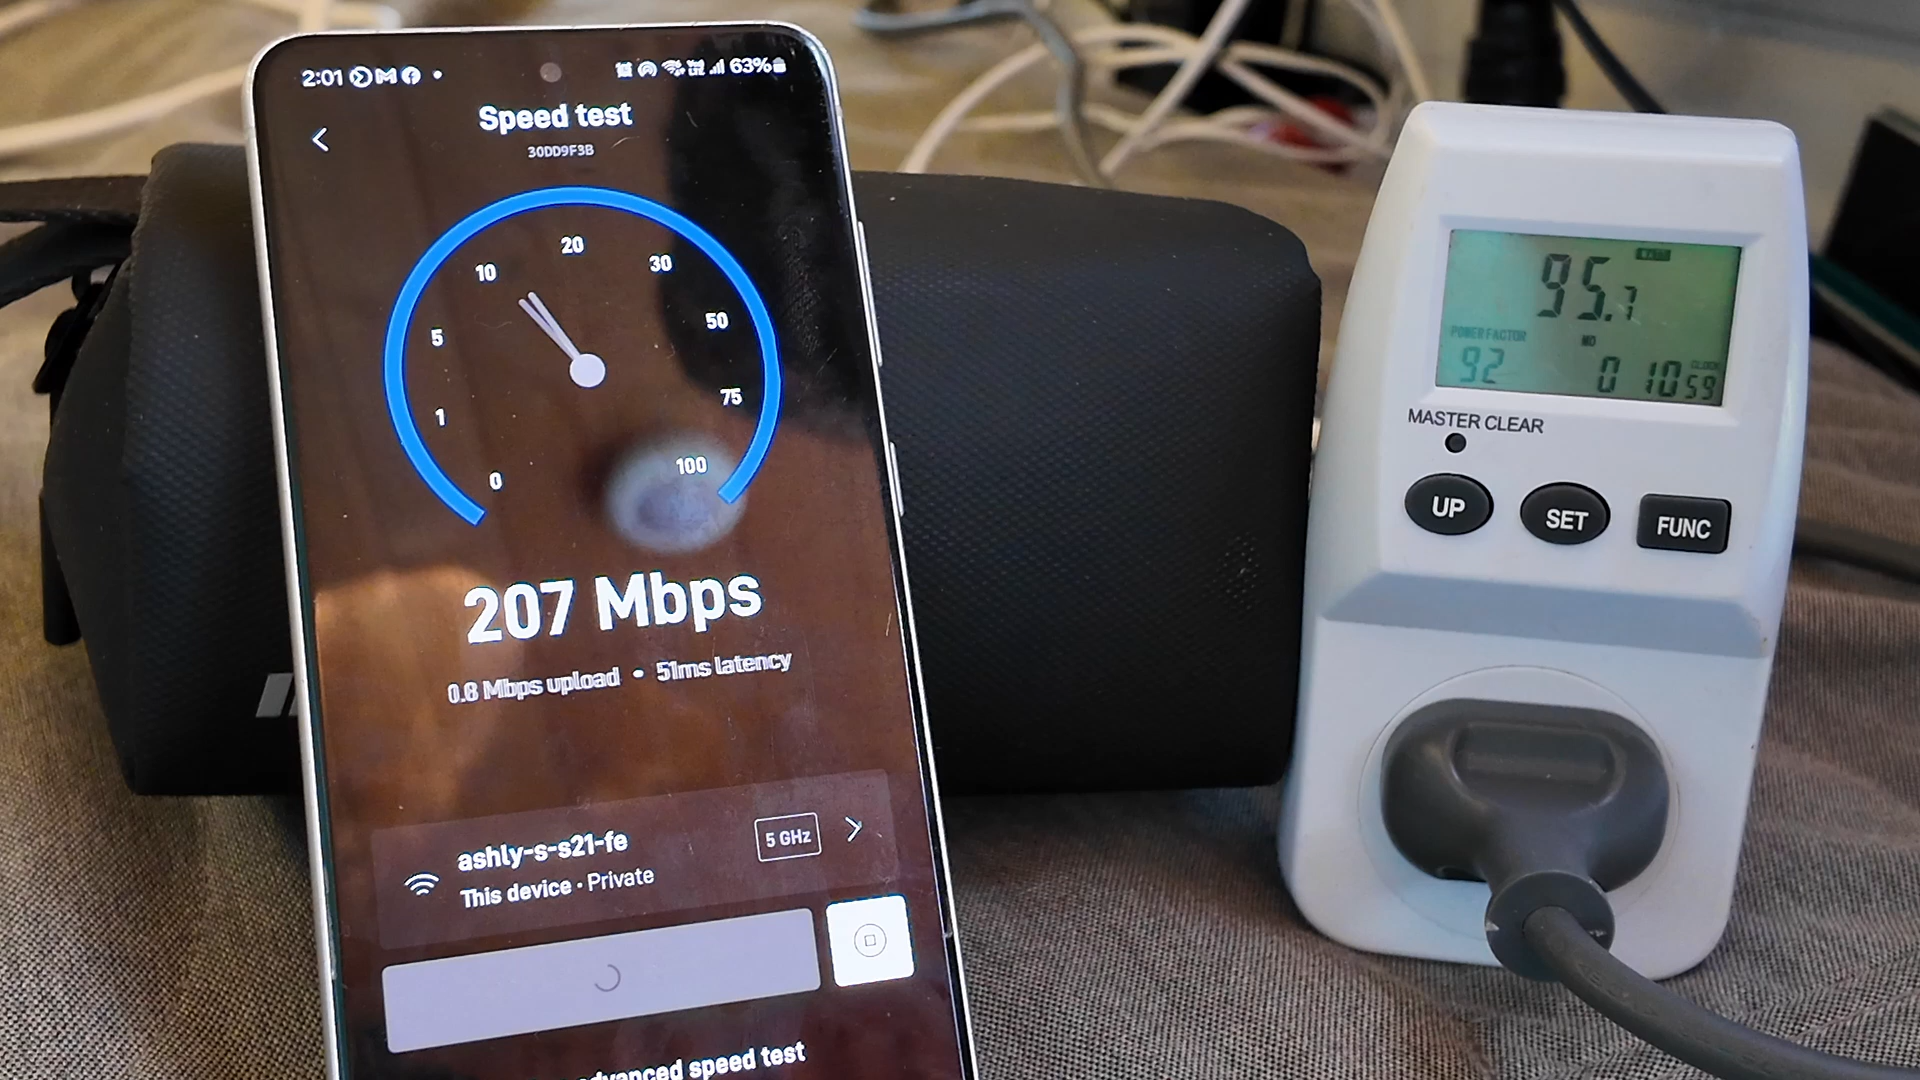 2:01 63%
Speed test
30DD9F3B
20
10 30
5 50
1 75
0 100
207 Mbps
0.8 Mbps upload • 51ms latency
ashly-s-s21-fe
5 GHz
This device · Private
advanced speed test
95.7
POWER FACTOR
MO
92 0 10 59
CLOCK
MASTER CLEAR
UP SET FUNC